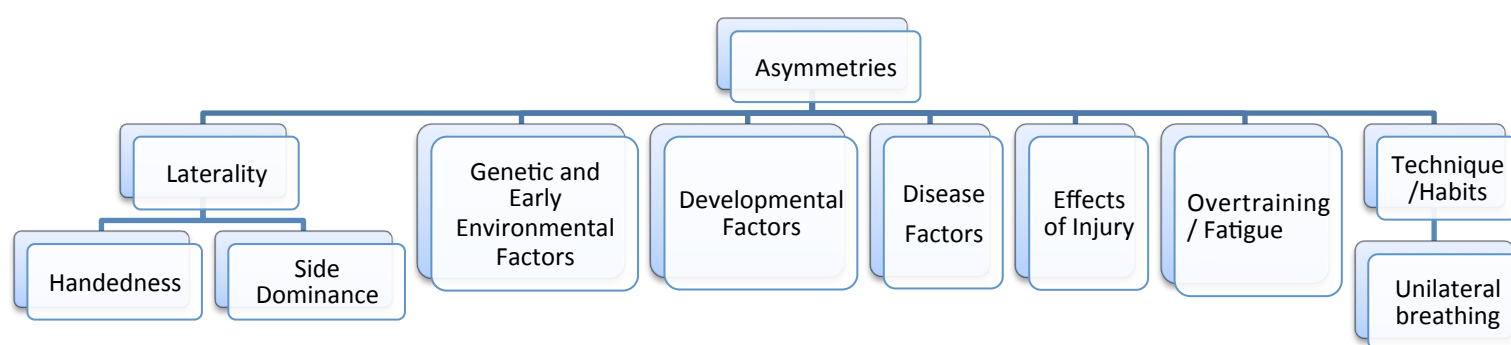 Asymmetries
Laterality
Genetic and
Early
Environmental
Factors
Developmental
Factors
Disease
Factors
Effects
of Injury
Overtraining
/ Fatigue
Technique
/Habits
Handedness
Side
Dominance
Unilateral
breathing